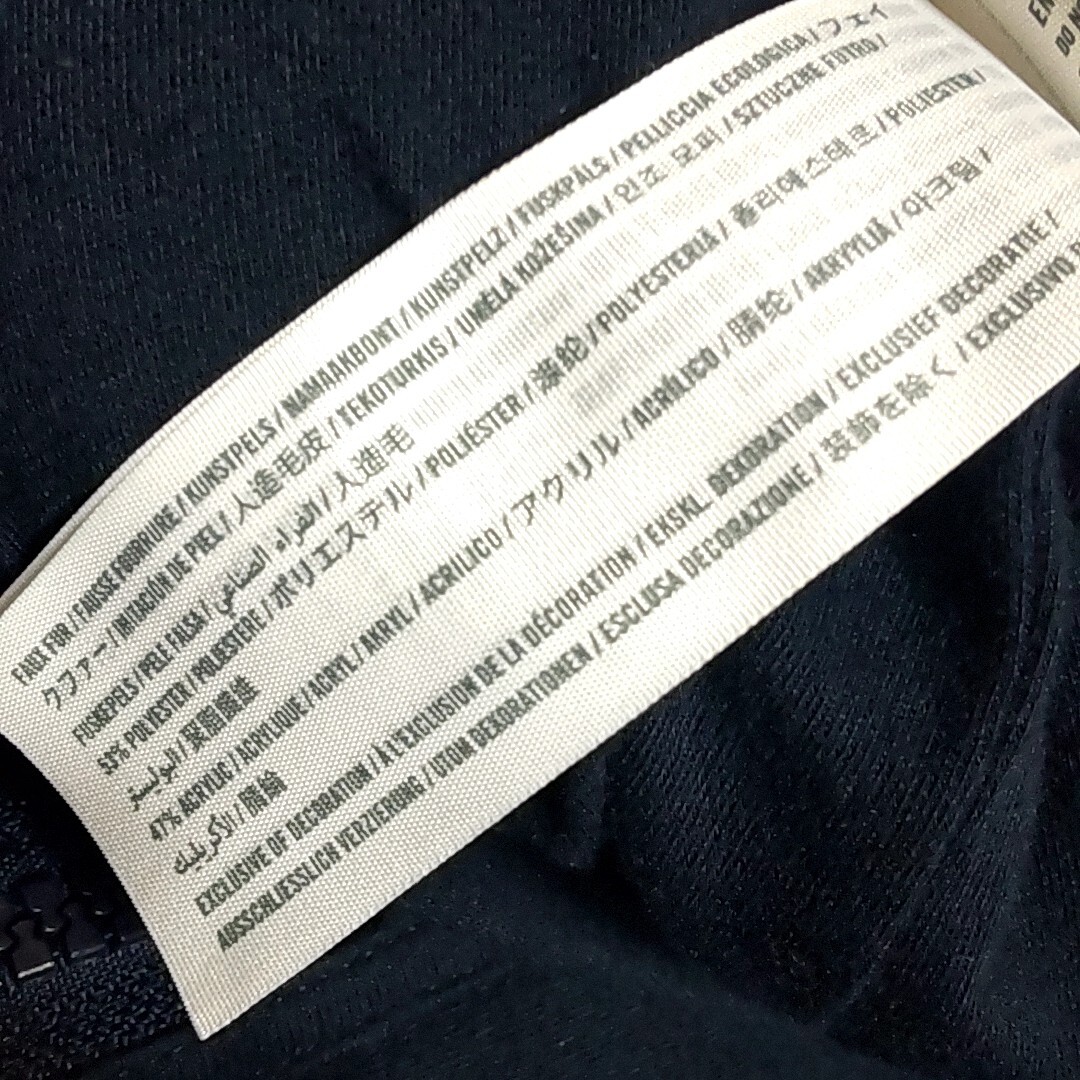 FAUX FUR / FAUSSE FOURRURE / KUNSTPELS / NAMAAKBONT / KUNSTPELZ / FUSKPÄLS / PELLICCIA ECOLOGICA / フェイ
クファー / IMITACIÓN DE PIEL / 人造毛皮 / TEKOTURKIS / UMĚLÁ KOŽEŠINA / 인조 모피 / SZTUCZNE FUTRO /
FUSKEPELS / PELE FALSA / الفراء الصناعي / 人造毛
53% POLYESTER / POLIESTERE / ポリエステル / POLIÉSTER / 涤纶 / POLYESTERIÄ / 폴리에스테르 / POLIESTER /
البوليستر / 聚酯纖維
47% ACRYLIC / ACRYLIQUE / ACRYL / AKRYL / ACRILICO / アクリル / ACRÍLICO / 腈纶 / AKRYYLIÄ / 아크릴 /
الأكريليك / 腈綸
EXCLUSIVE OF DECORATION / À L'EXCLUSION DE LA DÉCORATION / EKSKL. DEKORATION / EXCLUSIEF DECORATIE /
AUSSCHLIESSLICH VERZIERUNG / UTOM DEKORATIONEN / ESCLUSA DECORAZIONE / 装飾を除く / EXCLUSIVO
DO NO